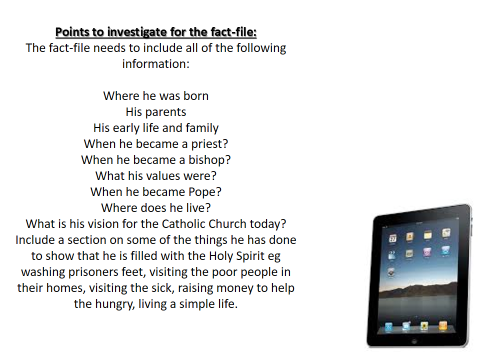 Points to investigate for the fact-file:
The fact-file needs to include all of the following
information:
Where he was born
His parents
His early life and family
When he became a priest?
When he became a bishop?
What his values were?
When he became Pope?
Where does he live?
What is his vision for the Catholic Church today?
Include a section on some of the things he has done
to show that he is filled with the Holy Spirit eg
washing prisoners feet, visiting the poor people in
their homes, visiting the sick, raising money to help
the hungry, living a simple life.